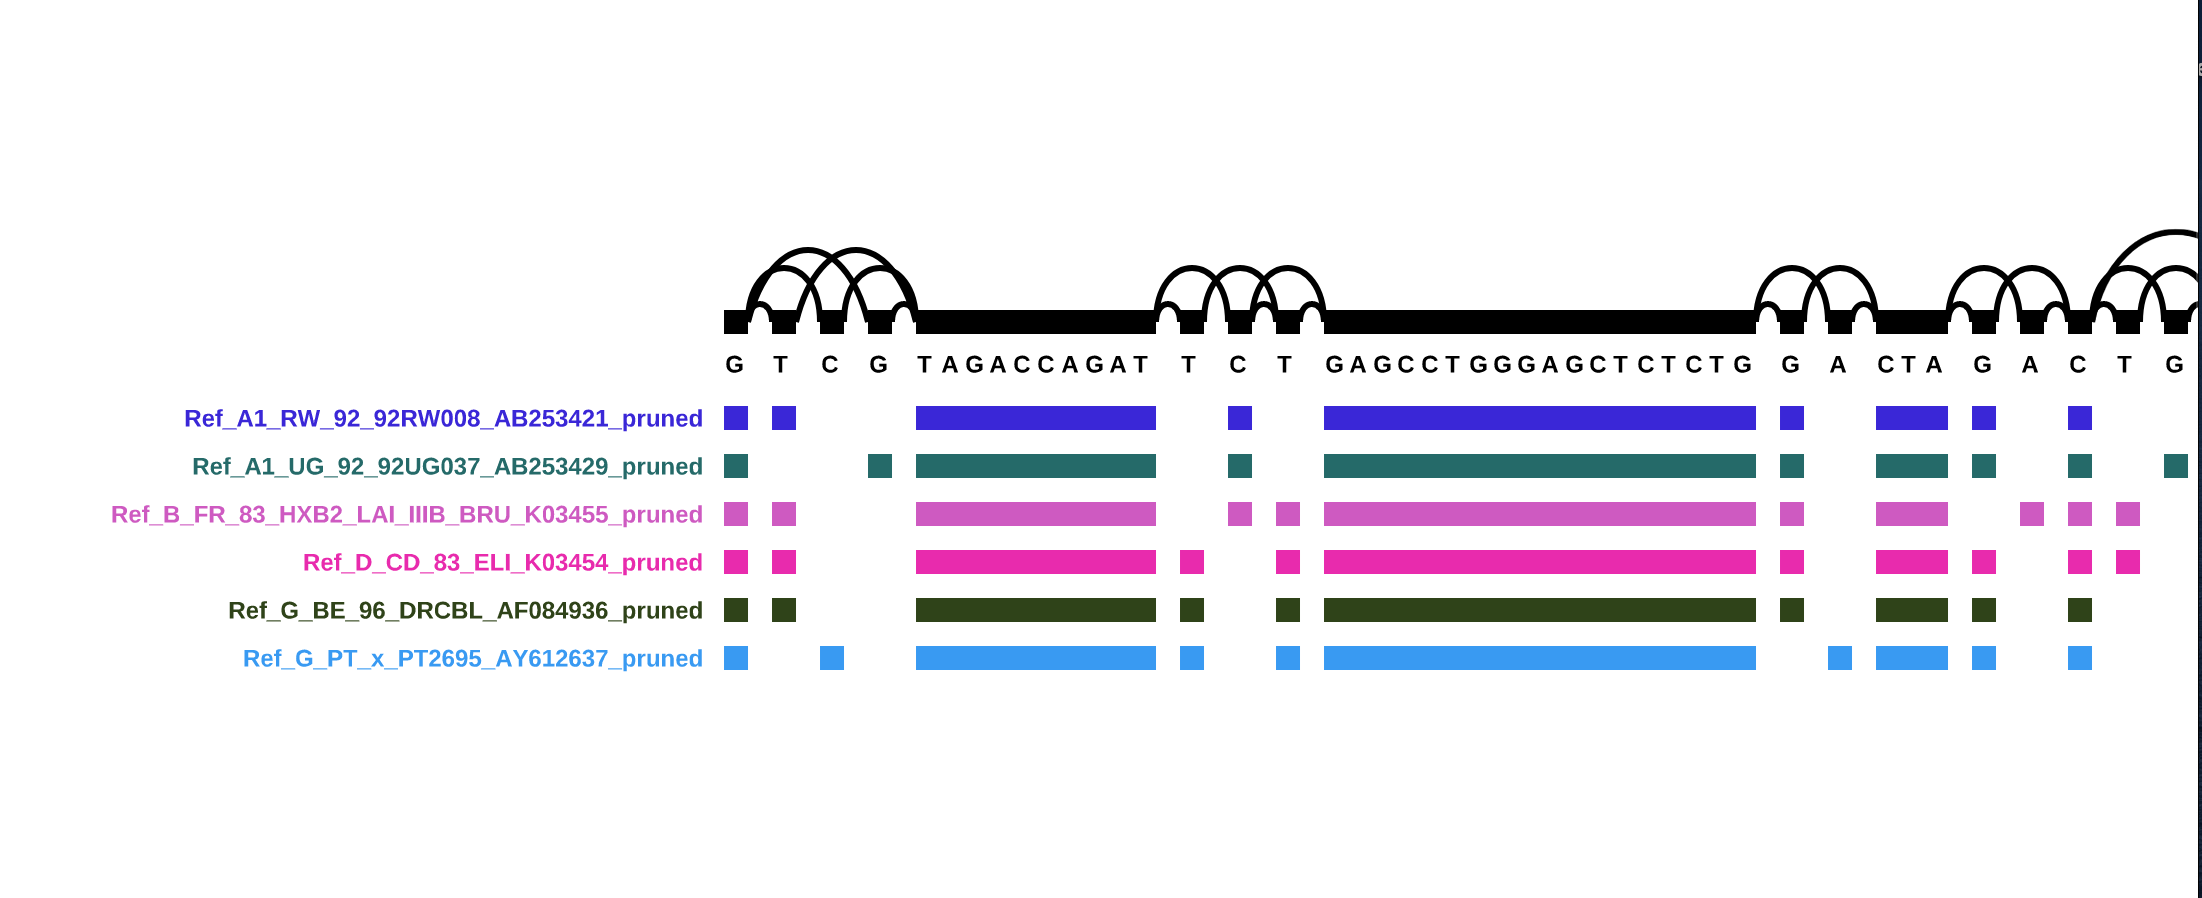 G T C G TAGACCAGAT T C T GAGCCTGGGAGCTCTCTG G A CTA G A C T G
Ref_A1_RW_92_92RW008_AB253421_pruned
Ref_A1_UG_92_92UG037_AB253429_pruned
Ref_B_FR_83_HXB2_LAI_IIIB_BRU_K03455_pruned
Ref_D_CD_83_ELI_K03454_pruned
Ref_G_BE_96_DRCBL_AF084936_pruned
Ref_G_PT_x_PT2695_AY612637_pruned